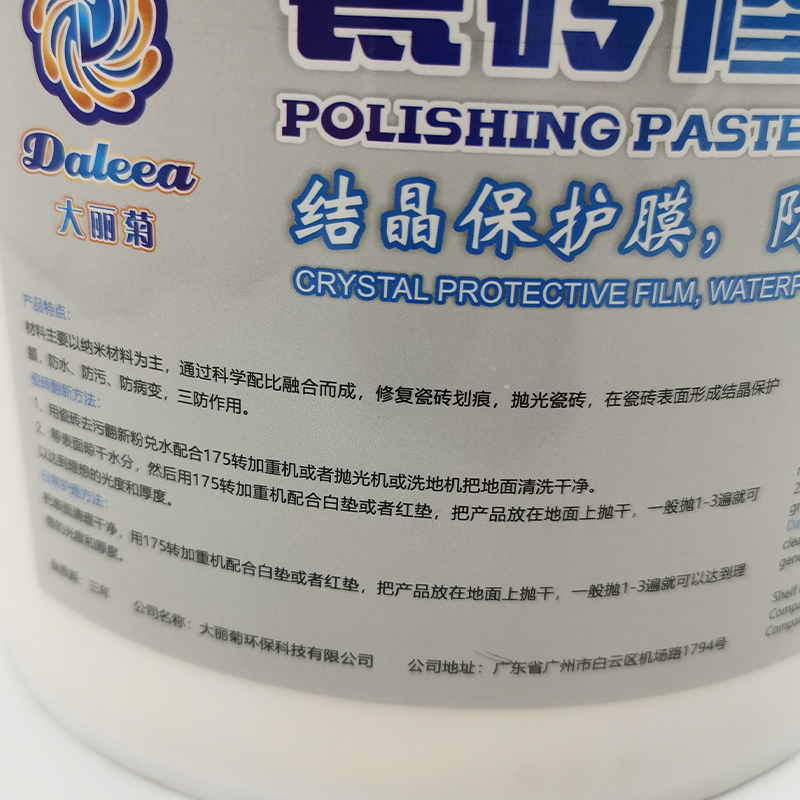 瓷砖修
POLISHING PASTE
Daleea
大丽菊
结晶保护膜，防
CRYSTAL PROTECTIVE FILM, WATERP
产品特点：
材料主要以纳米材料为主，通过科学配比融合而成，修复瓷砖划痕，抛光瓷砖，在瓷砖表面形成结晶保护
膜，防水、防污、防病变，三防作用。
瓷砖翻新方法：
1、用瓷砖去污翻新粉兑水配合175转加重机或者抛光机或洗地机把地面清洗干净。
2、等表面晾干水分，然后用175转加重机配合白垫或者红垫，把产品放在地面上抛干，一般抛1-3遍就可
以达到理想的光度和厚度。
日常护理方法：
把表面清理干净，用175转加重机配合白垫或者红垫，把产品放在地面上抛干，一般抛1-3遍就可以达到理
想的光度和厚度。
保质期：三年 公司名称：大丽菊环保科技有限公司 公司地址：广东省广州市白云区机场路1794号
2
gr
Da
clea
gene
Shelf
Compa
Compa